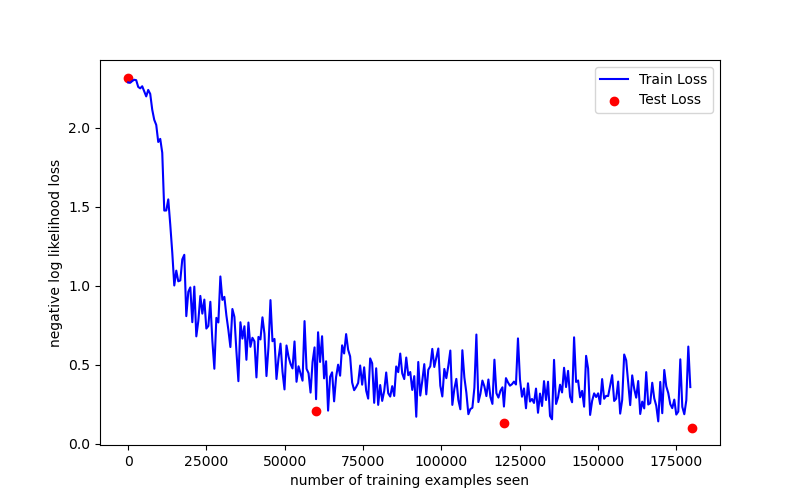 Train Loss
Test Loss
2.0
1.5
1.0
0.5
0.0
negative log likelihood loss
0 25000 50000 75000 100000 125000 150000 175000
number of training examples seen